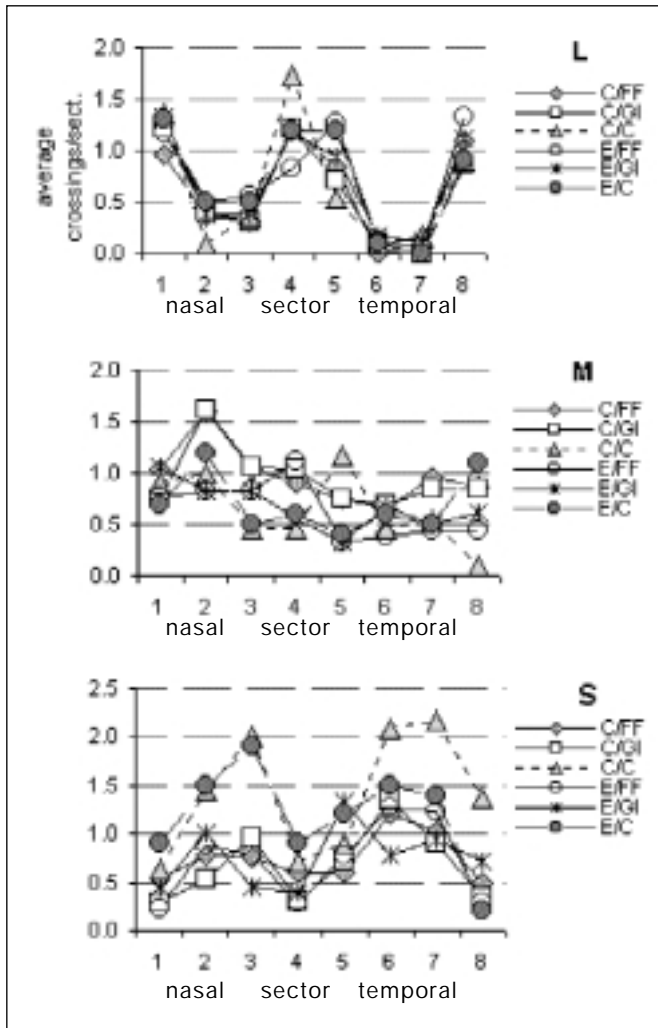 L
average
crossings/sect.
2.0
1.5
1.0
0.5
0.0
1 2 3 4 5 6 7 8
nasal sector temporal
C/FF
C/GI
C/C
E/FF
E/GI
E/C
M
2.0
1.5
1.0
0.5
0.0
1 2 3 4 5 6 7 8
nasal sector temporal
C/FF
C/GI
C/C
E/FF
E/GI
E/C
S
2.5
2.0
1.5
1.0
0.5
0.0
1 2 3 4 5 6 7 8
nasal sector temporal
C/FF
C/GI
C/C
E/FF
E/GI
E/C